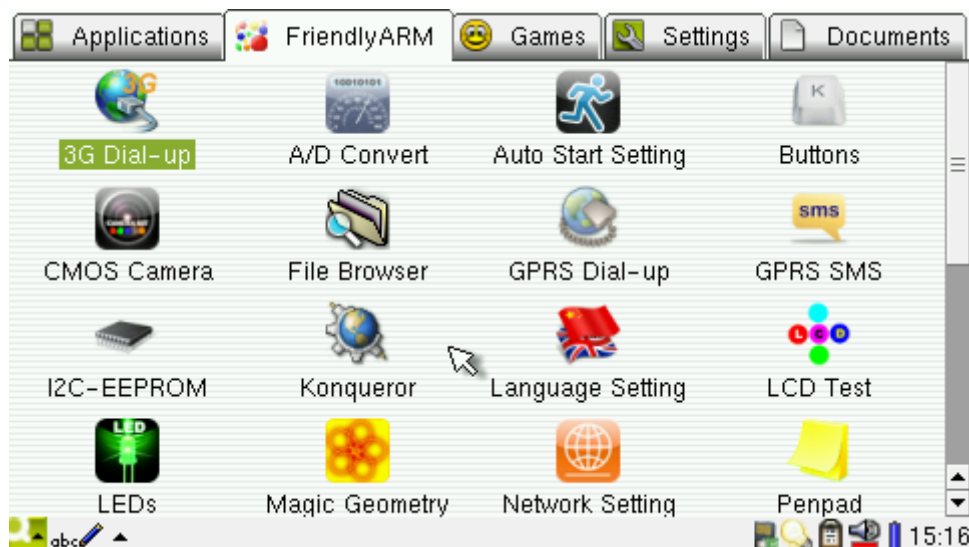 Applications FriendlyARM Games Settings Documents
3G
10010101
K
3G Dial-up A/D Convert Auto Start Setting Buttons
sms
CMOS Camera File Browser GPRS Dial-up GPRS SMS
L C D
I2C-EEPROM Konqueror Language Setting LCD Test
LED
LEDs Magic Geometry Network Setting Penpad
abc 15:16